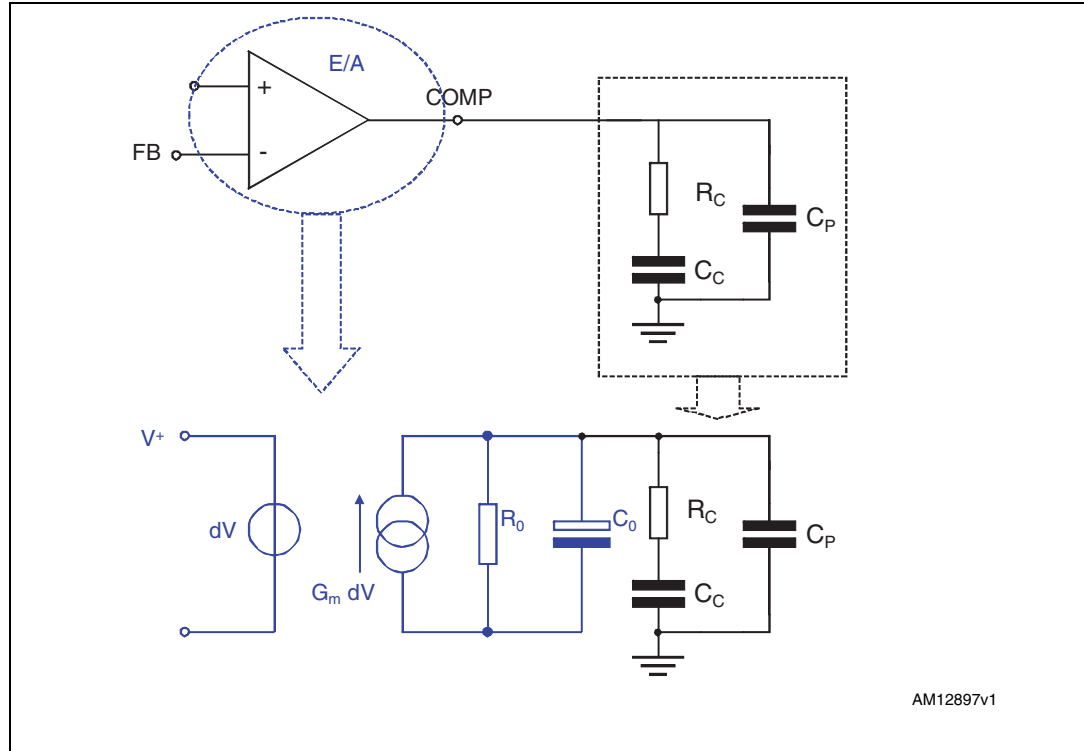 E/A
COMP
+
FB
-
R_C
C_P
C_C
V+
dV
G_m dV
R_0
C_0
R_C
C_P
C_C
AM12897v1